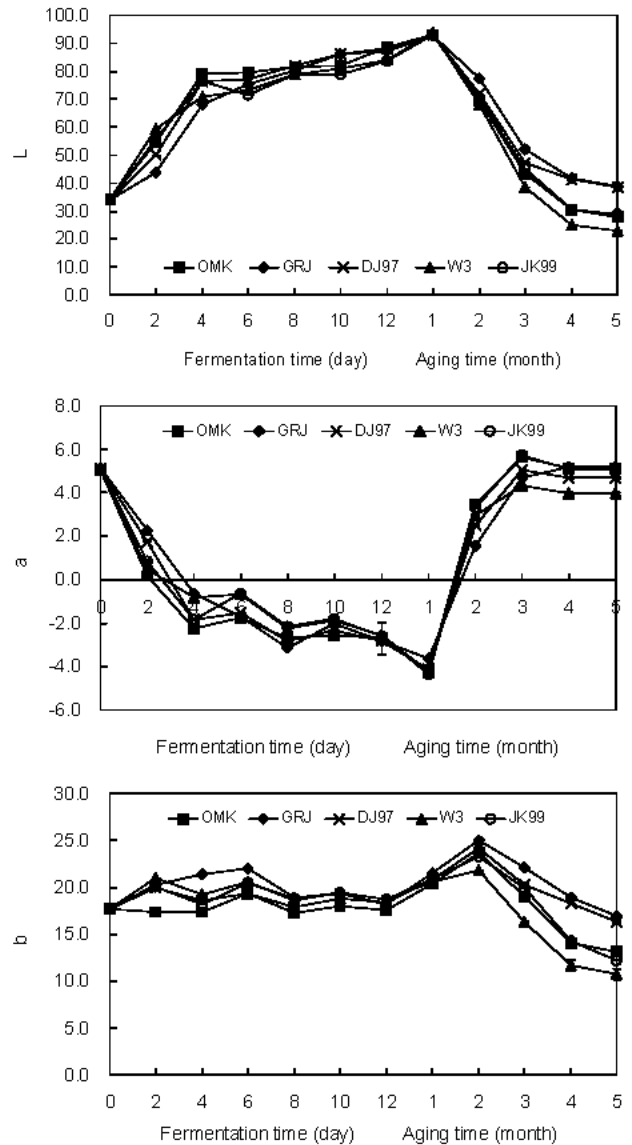 100.0
90.0
80.0
70.0
60.0
50.0
40.0
30.0
20.0
10.0
0.0
L
OMK GRJ DJ97 W3 JK99
0 2 4 6 8 10 12 1 2 3 4 5
Fermentation time (day) Aging time (month)
8.0
6.0
4.0
2.0
0.0
-2.0
-4.0
-6.0
a
OMK GRJ DJ97 W3 JK99
0 2 4 6 8 10 12 1 2 3 4 5
Fermentation time (day) Aging time (month)
30.0
25.0
20.0
15.0
10.0
5.0
0.0
b
OMK GRJ DJ97 W3 JK99
0 2 4 6 8 10 12 1 2 3 4 5
Fermentation time (day) Aging time (month)